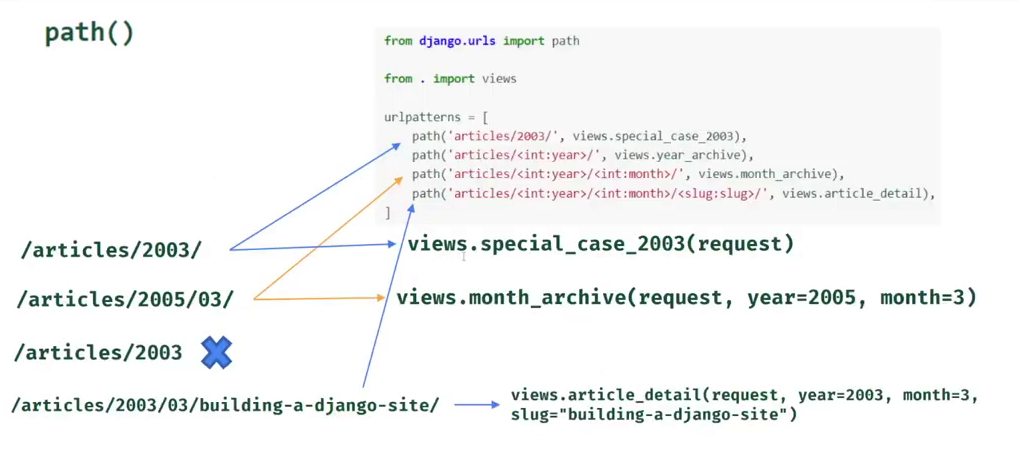 path()
from django.urls import path
from . import views
urlpatterns = [
path('articles/2003/', views.special_case_2003),
path('articles/<int:year>/', views.year_archive),
path('articles/<int:year>/<int:month>/', views.month_archive),
path('articles/<int:year>/<int:month>/<slug:slug>/', views.article_detail),
]
/articles/2003/
views.special_case_2003(request)
/articles/2005/03/
views.month_archive(request, year=2005, month=3)
/articles/2003
/articles/2003/03/building-a-django-site/
views.article_detail(request, year=2003, month=3,
slug="building-a-django-site")